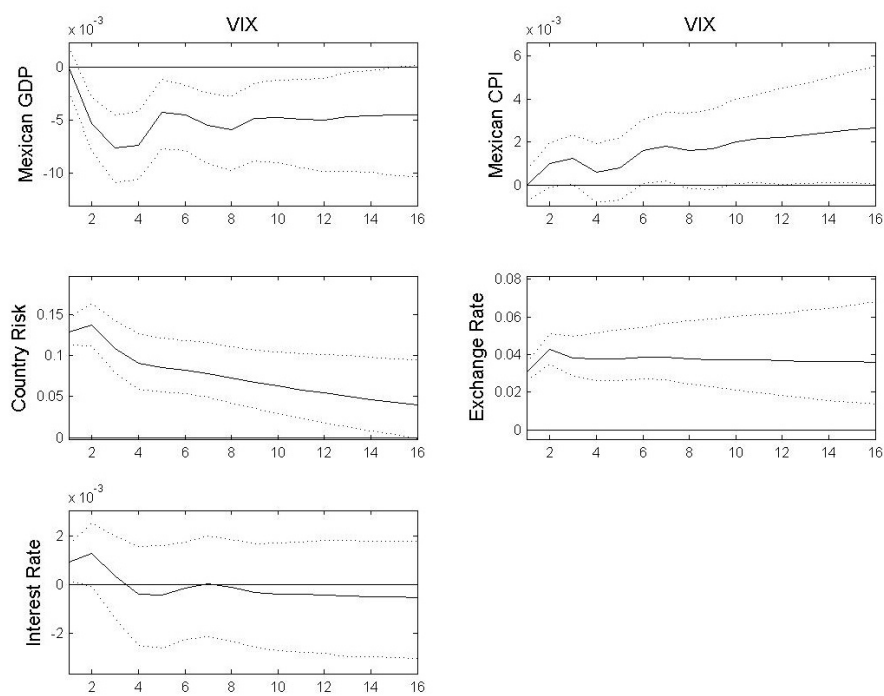 VIX
x 10⁻³
Mexican GDP
0
-5
-10
2 4 6 8 10 12 14 16
VIX
x 10⁻³
Mexican CPI
6
4
2
0
2 4 6 8 10 12 14 16
Country Risk
0.15
0.1
0.05
0
2 4 6 8 10 12 14 16
Exchange Rate
0.08
0.06
0.04
0.02
0
2 4 6 8 10 12 14 16
x 10⁻³
Interest Rate
2
0
-2
2 4 6 8 10 12 14 16